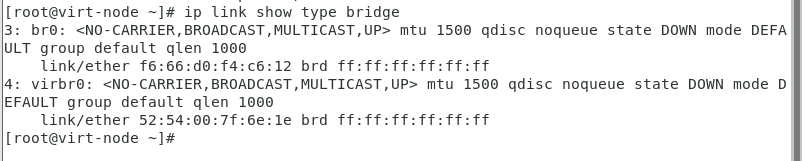 [root@virt-node ~]# ip link show type bridge
3: br0: <NO-CARRIER,BROADCAST,MULTICAST,UP> mtu 1500 qdisc noqueue state DOWN mode DEFA
ULT group default qlen 1000
    link/ether f6:66:d0:f4:c6:12 brd ff:ff:ff:ff:ff:ff
4: virbr0: <NO-CARRIER,BROADCAST,MULTICAST,UP> mtu 1500 qdisc noqueue state DOWN mode D
EFAULT group default qlen 1000
    link/ether 52:54:00:7f:6e:1e brd ff:ff:ff:ff:ff:ff
[root@virt-node ~]#